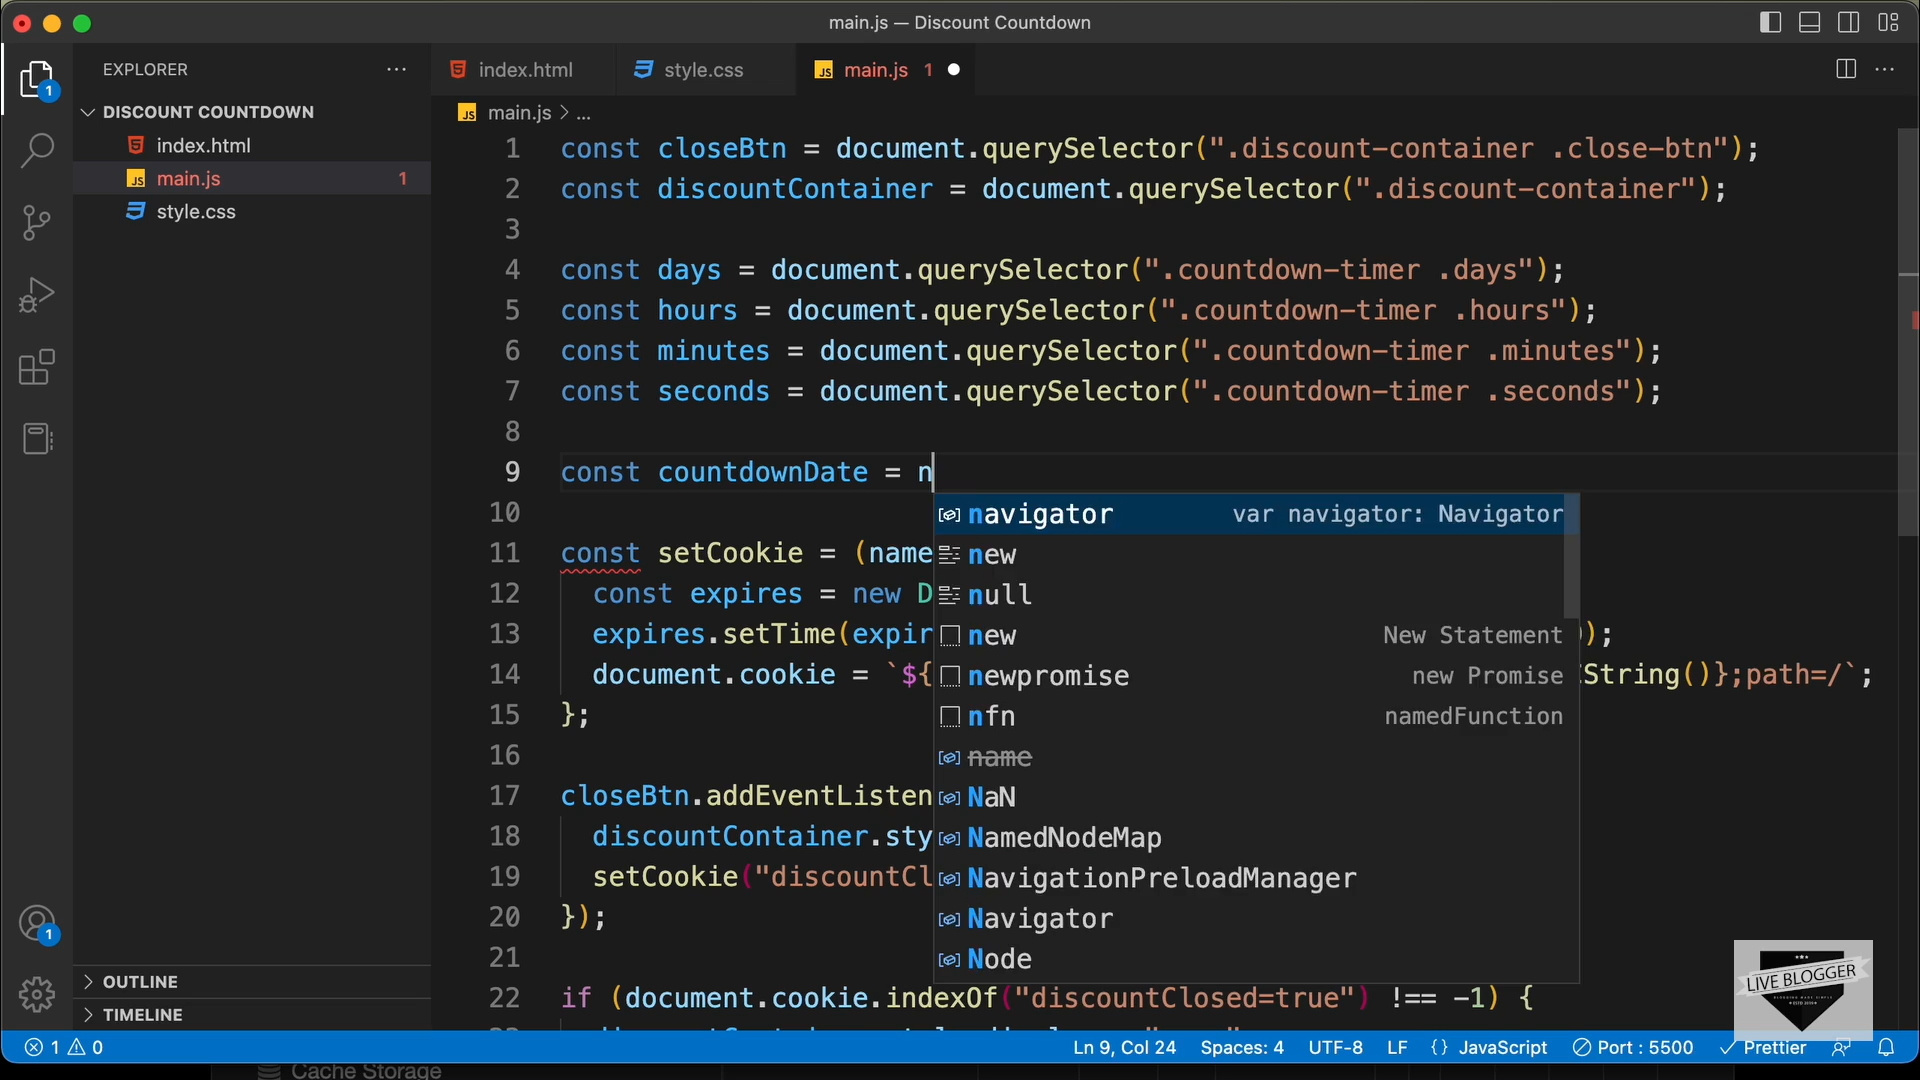 main.js — Discount Countdown
EXPLORER
DISCOUNT COUNTDOWN
index.html
main.js 1
style.css
OUTLINE
TIMELINE
1
1
index.html
style.css
main.js 1
main.js > ...
1 const closeBtn = document.querySelector(".discount-container .close-btn");
2 const discountContainer = document.querySelector(".discount-container");
3
4 const days = document.querySelector(".countdown-timer .days");
5 const hours = document.querySelector(".countdown-timer .hours");
6 const minutes = document.querySelector(".countdown-timer .minutes");
7 const seconds = document.querySelector(".countdown-timer .seconds");
8
9 const countdownDate = n
10
11 const setCookie = (name
12 const expires = new D
13 expires.setTime(expir );
14 document.cookie = `${ String()};path=/`;
15 };
16
17 closeBtn.addEventListen
18 discountContainer.sty
19 setCookie("discountCl
20 });
21
22 if (document.cookie.indexOf("discountClosed=true") !== -1) {
navigator var navigator: Navigator
new
null
new New Statement
newpromise new Promise
nfn namedFunction
name
NaN
NamedNodeMap
NavigationPreloadManager
Navigator
Node
LIVE BLOGGER
1 0
Ln 9, Col 24
Spaces: 4
UTF-8
LF
{} JavaScript
Port : 5500
Prettier
Cache Storage